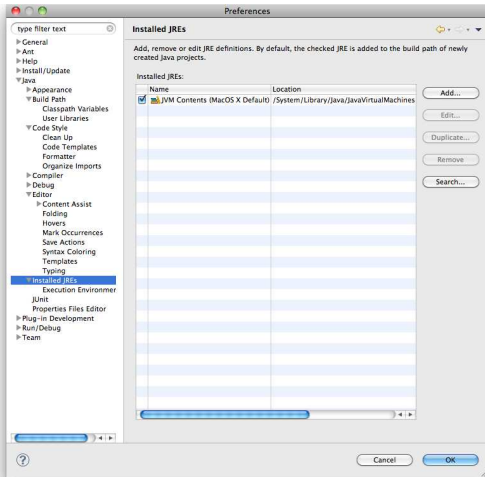 Preferences
type filter text
General
Ant
Help
Install/Update
Java
Appearance
Build Path
Classpath Variables
User Libraries
Code Style
Clean Up
Code Templates
Formatter
Organize Imports
Compiler
Debug
Editor
Content Assist
Folding
Hovers
Mark Occurrences
Save Actions
Syntax Coloring
Templates
Typing
Installed JREs
Execution Environmer
JUnit
Properties Files Editor
Plug-in Development
Run/Debug
Team
Installed JREs
Add, remove or edit JRE definitions. By default, the checked JRE is added to the build path of newly
created Java projects.
Installed JREs:
Name Location
JVM Contents (MacOS X Default) /System/Library/Java/JavaVirtualMachines
Add...
Edit...
Duplicate...
Remove
Search...
?
Cancel OK